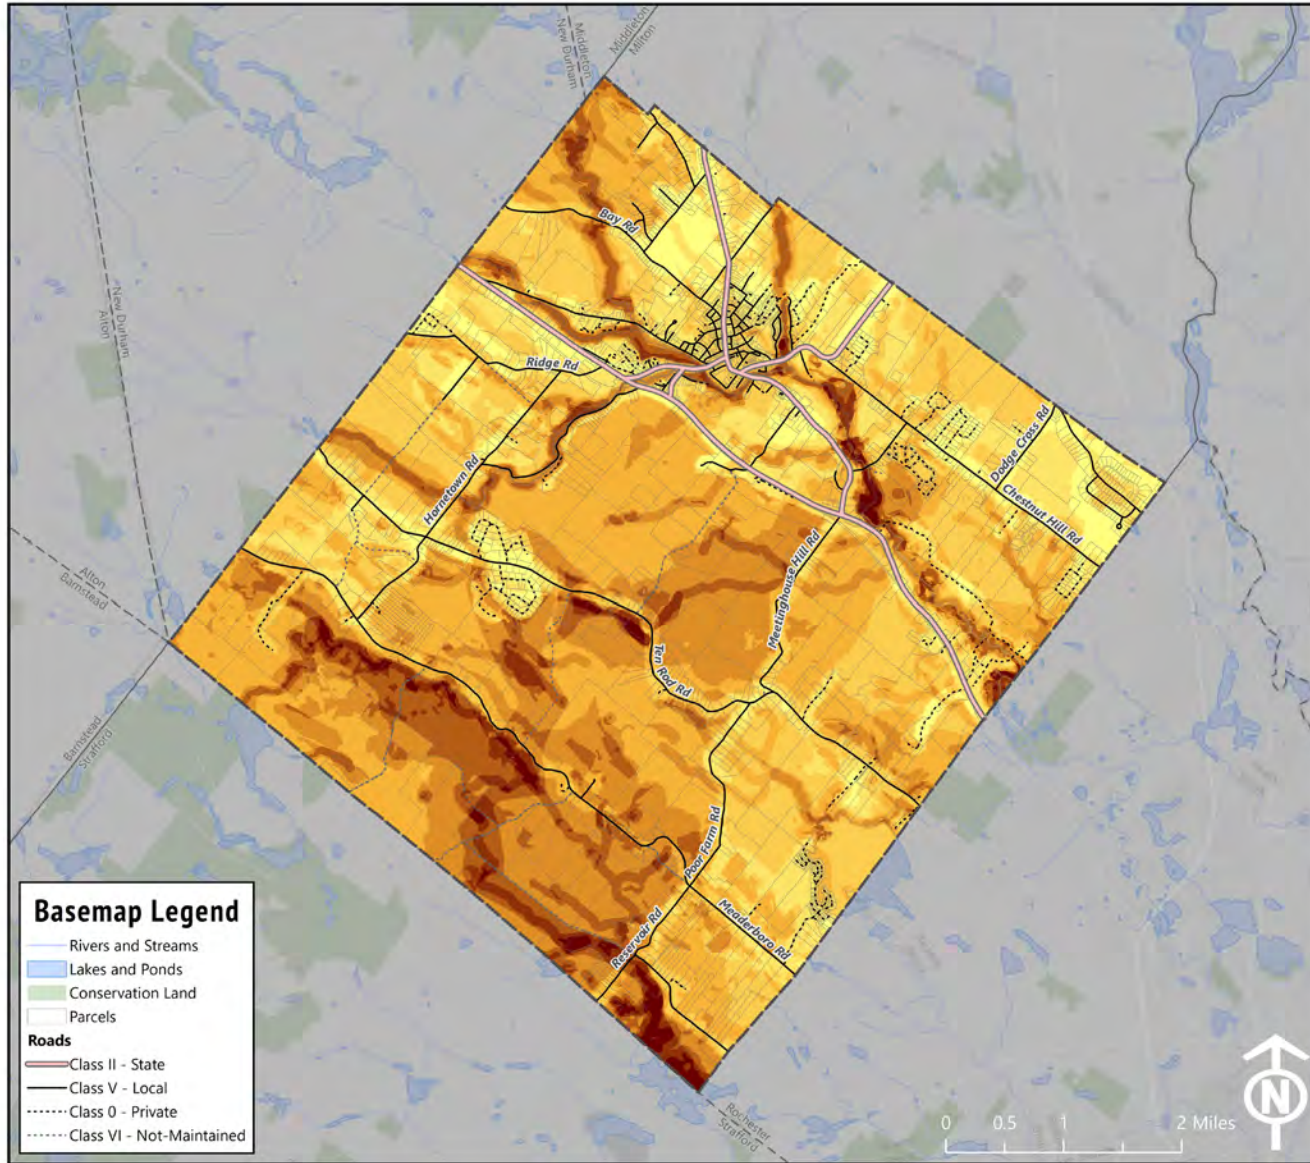 Middleton
New Durham
Middleton
Milton
Bay Rd
New Durham
Alton
Ridge Rd
Dodge Cross Rd
Hornetown Rd
Chestnut Hill Rd
Meetinghouse Hill Rd
Alton
Barnstead
Ten Rod Rd
Barnstead
Strafford
Poor Farm Rd
Meaderboro Rd
Reservoir Rd
Basemap Legend
Rivers and Streams
Lakes and Ponds
Conservation Land
Parcels
Roads
Class II - State
Class V - Local
Class 0 - Private
Class VI - Not-Maintained
Rochester
Strafford
0 0.5 1 2 Miles
N